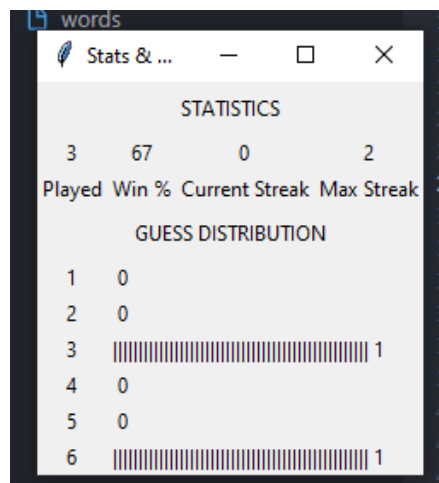 words
Stats & ...
STATISTICS
3 67 0 2
Played Win % Current Streak Max Streak
GUESS DISTRIBUTION
1 0
2 0
3 |||||||||||||||||||||||||||||||||||||||||||||||||| 1
4 0
5 0
6 |||||||||||||||||||||||||||||||||||||||||||||||||| 1